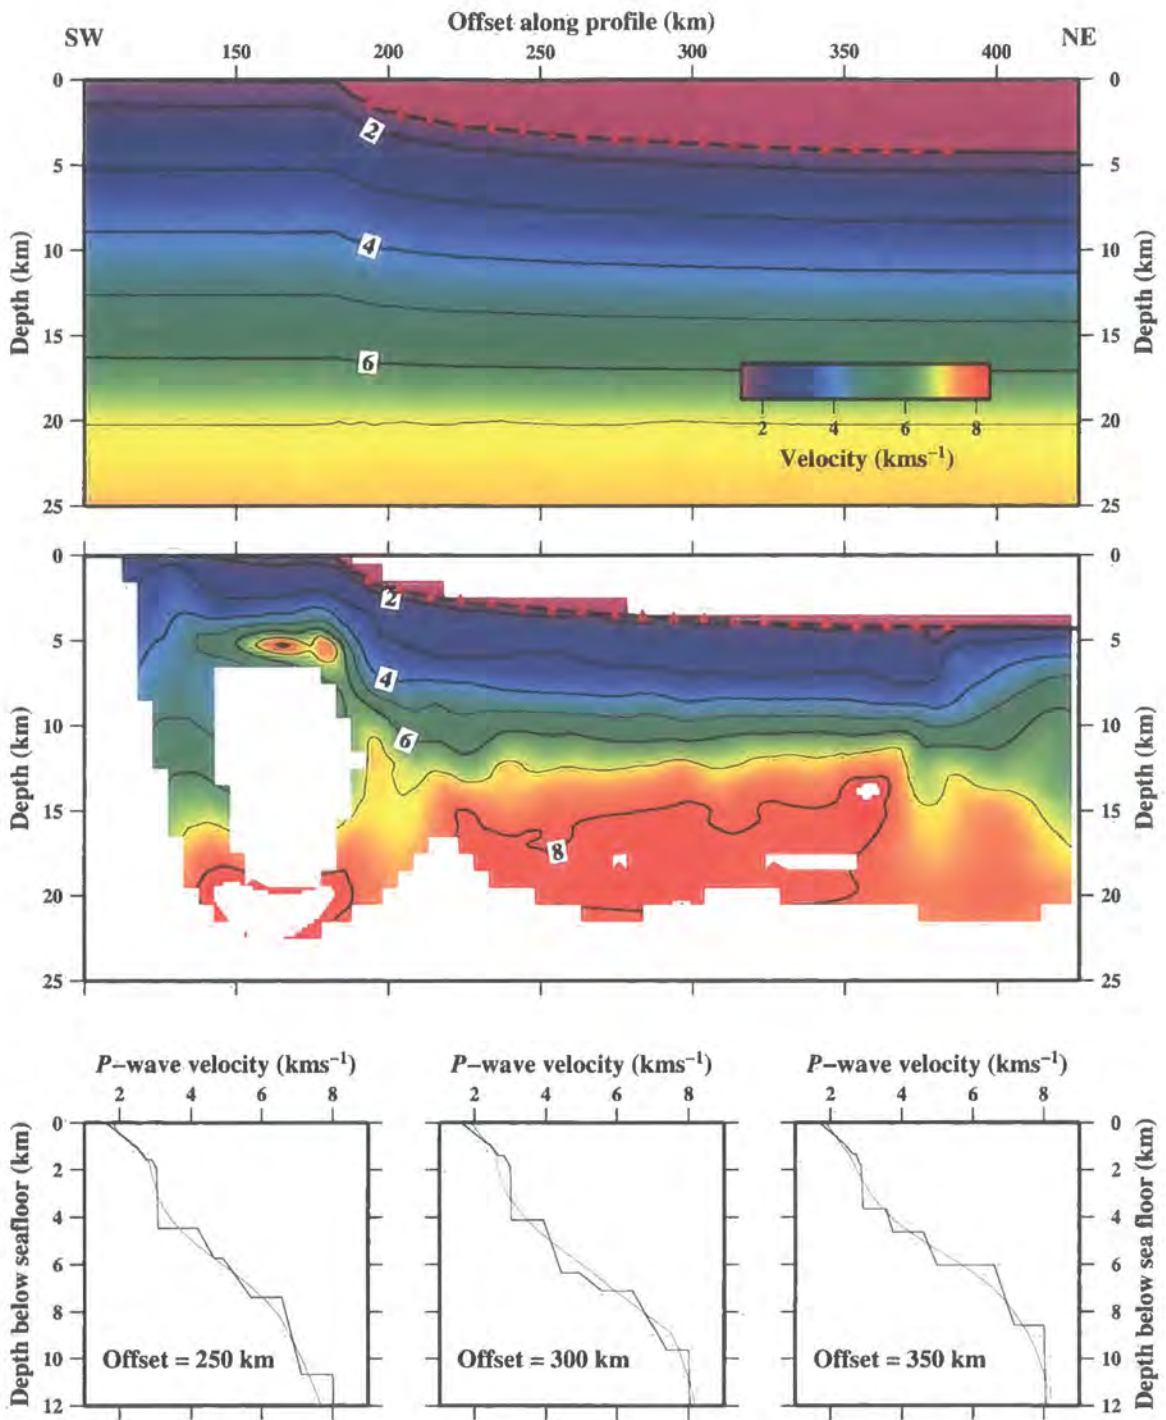 Offset along profile (km)
SW NE
150 200 250 300 350 400
0 0
2
5 5
4
10 10
Depth (km) Depth (km)
15 15
6
20 20
2 4 6 8
Velocity (kms⁻¹)
25 25
0 0
2
5 5
4
10 10
6
Depth (km) Depth (km)
15 15
8
20 20
25 25
P–wave velocity (kms⁻¹) P–wave velocity (kms⁻¹) P–wave velocity (kms⁻¹)
2 4 6 8 2 4 6 8 2 4 6 8
0 0
2 2
4 4
6 6
8 8
10 10
12 12
Depth below seafloor (km) Depth below sea floor (km)
Offset = 250 km Offset = 300 km Offset = 350 km